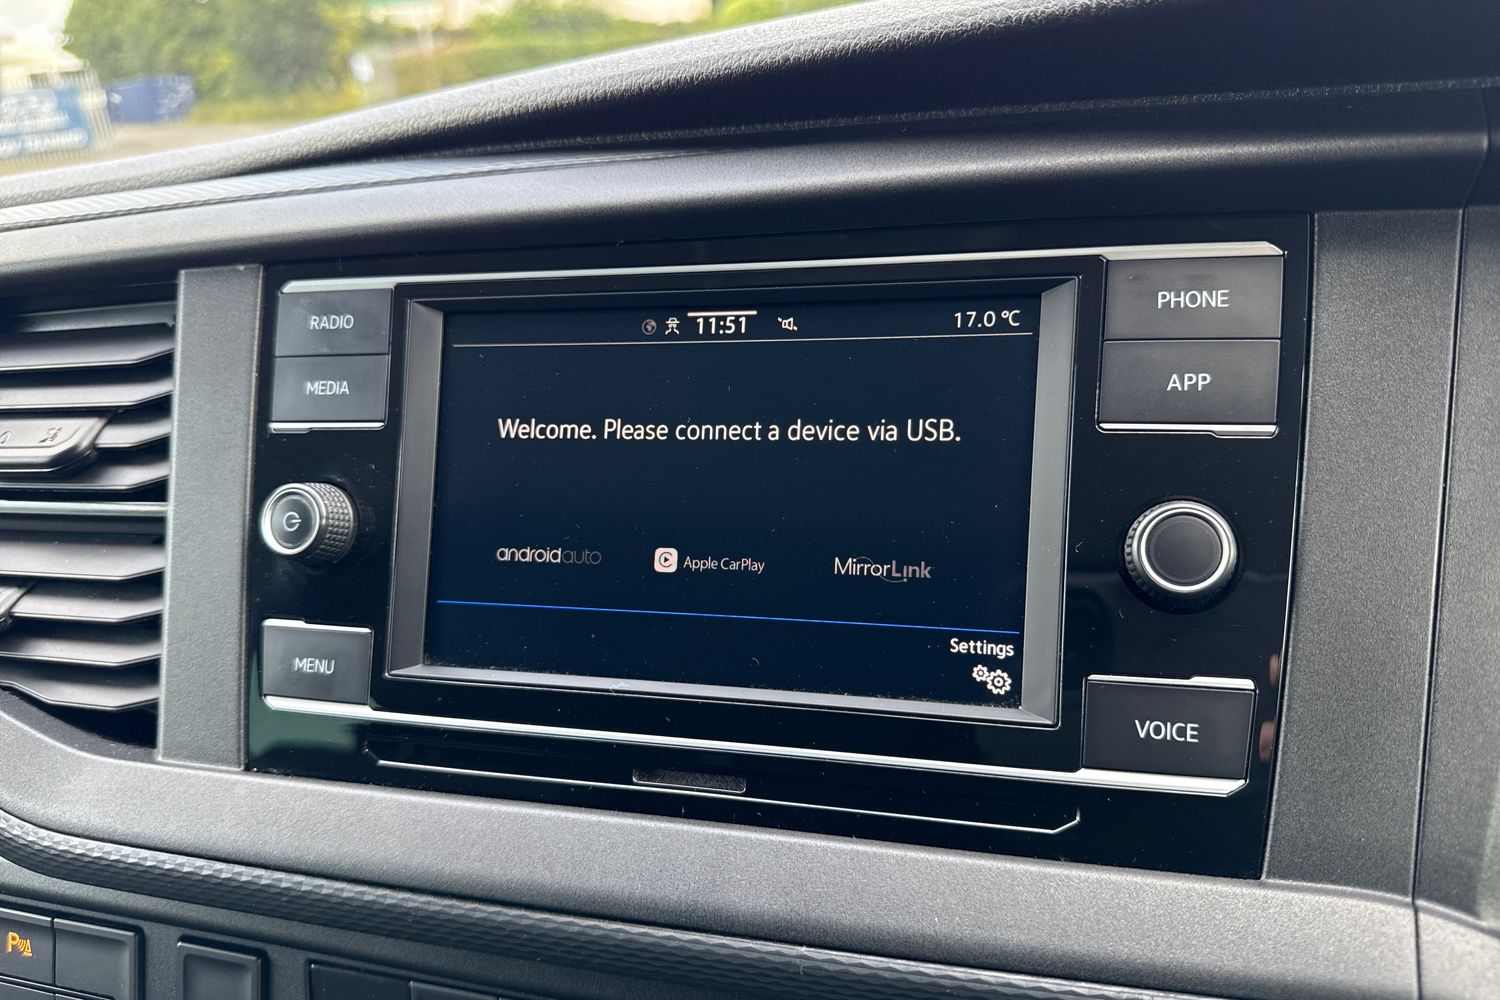 RADIO
MEDIA
MENU
11:51
17.0 °C
Welcome. Please connect a device via USB.
androidauto
Apple CarPlay
MirrorLink
Settings
PHONE
APP
VOICE
P